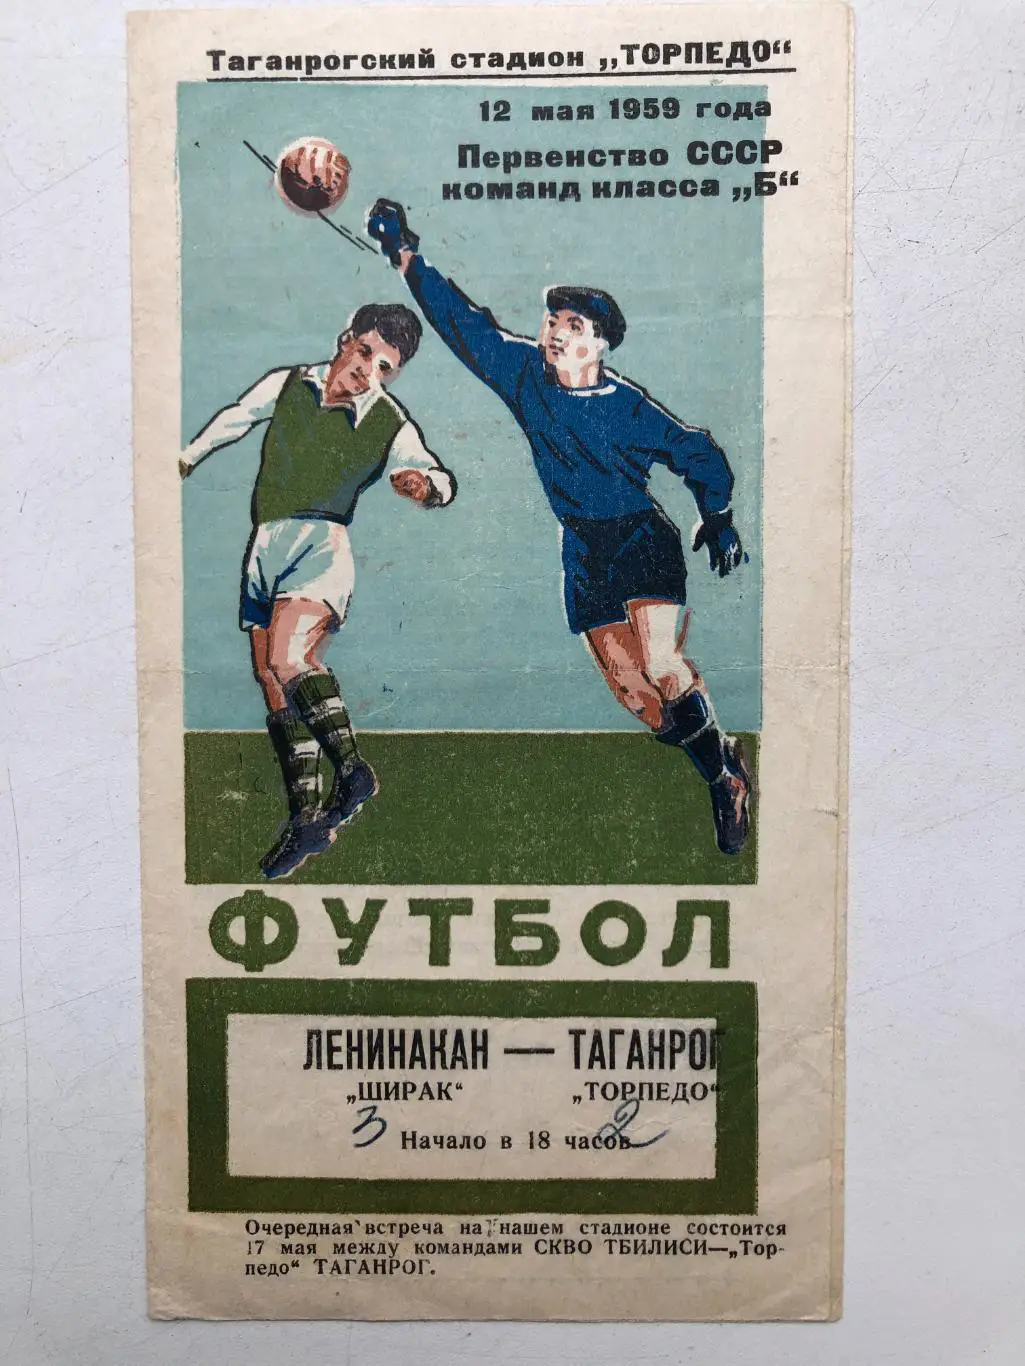 Таганрогский стадион „ТОРПЕДО“
12 мая 1959 года
Первенство СССР
команд класса „Б“
ФУТБОЛ
ЛЕНИНАКАН — ТАГАНРОГ
„ШИРАК“ „ТОРПЕДО“
3 Начало в 18 часов 2
Очередная встреча на нашем стадионе состоится
17 мая между командами СКВО ТБИЛИСИ—„Тор-
педо“ ТАГАНРОГ.